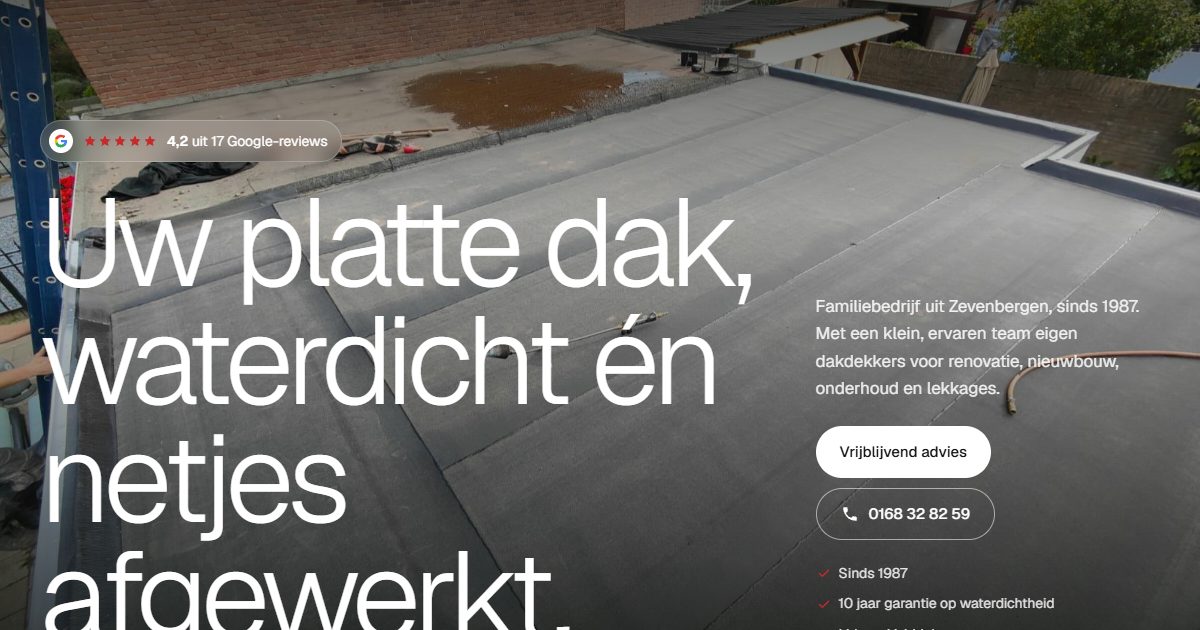 4,2 uit 17 Google-reviews
Uw platte dak,
waterdicht én
netjes
afgewerkt.
Familiebedrijf uit Zevenbergen, sinds 1987.
Met een klein, ervaren team eigen
dakdekkers voor renovatie, nieuwbouw,
onderhoud en lekkages.
Vrijblijvend advies
0168 32 82 59
Sinds 1987
10 jaar garantie op waterdichtheid